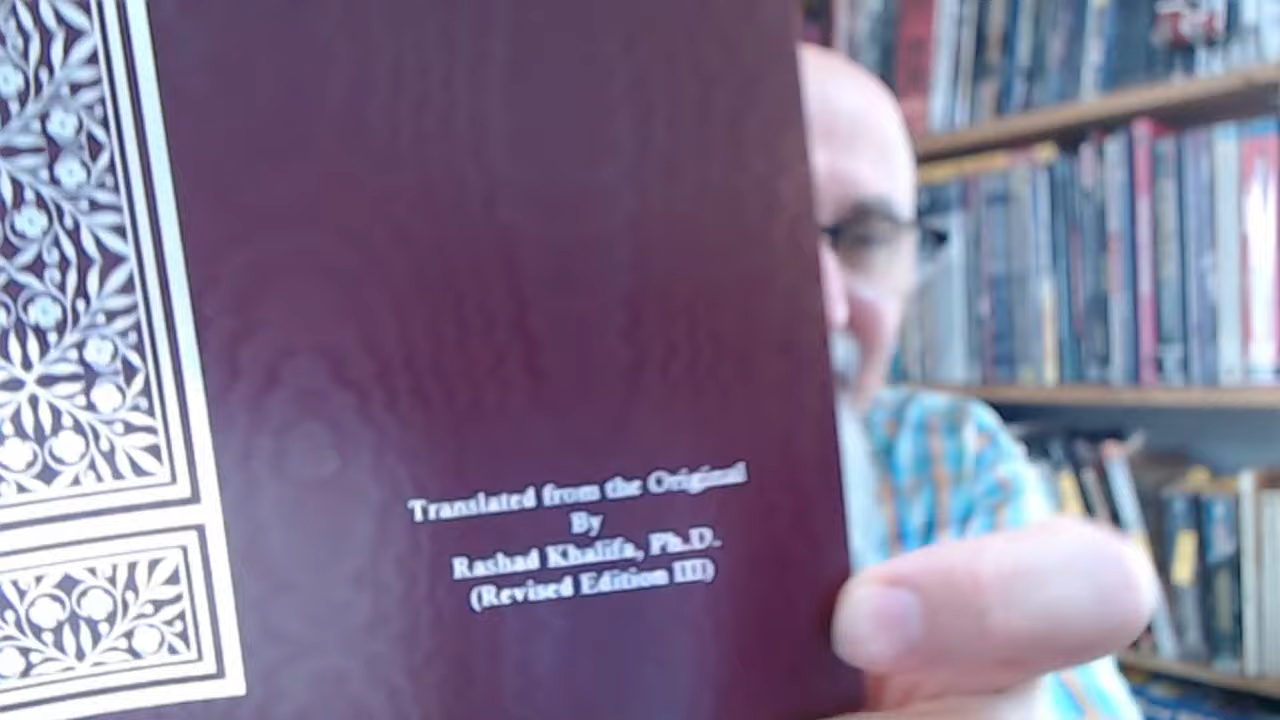 Translated from the Original
By
Rashad Khalifa, Ph.D.
(Revised Edition III)